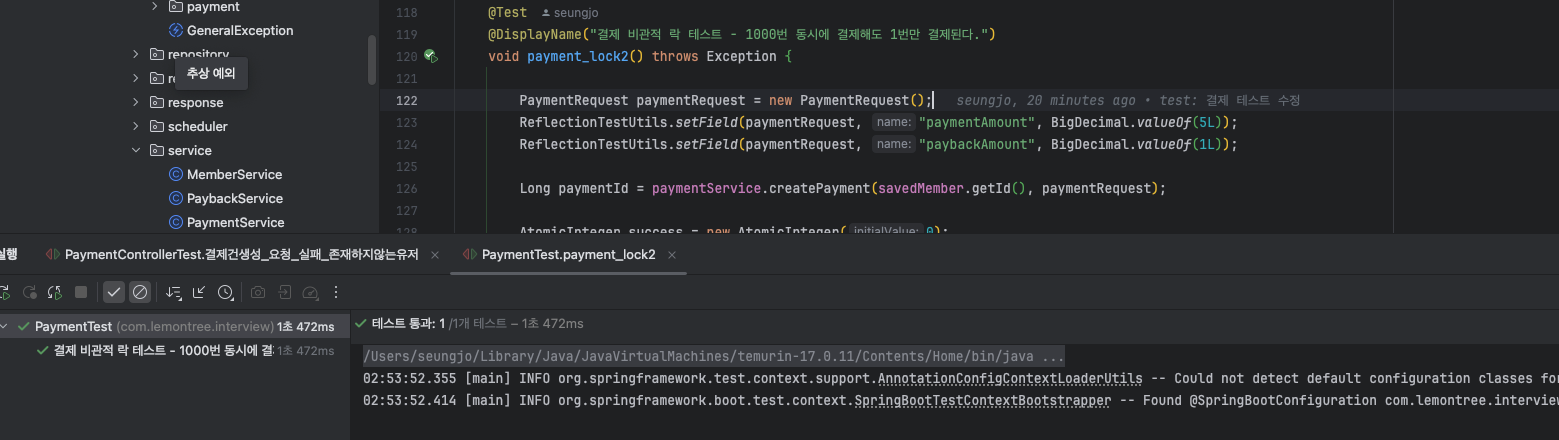 payment
GeneralException
repository
추상 예외
response
scheduler
service
MemberService
PaybackService
PaymentService
118 @Test seungjo
119 @DisplayName("결제 비관적 락 테스트 - 1000번 동시에 결제해도 1번만 결제된다.")
120 void payment_lock2() throws Exception {
121
122 PaymentRequest paymentRequest = new PaymentRequest(); seungjo, 20 minutes ago • test: 결제 테스트 수정
123 ReflectionTestUtils.setField(paymentRequest, name: "paymentAmount", BigDecimal.valueOf(5L));
124 ReflectionTestUtils.setField(paymentRequest, name: "paybackAmount", BigDecimal.valueOf(1L));
125
126 Long paymentId = paymentService.createPayment(savedMember.getId(), paymentRequest);
127
128 AtomicInteger success = new AtomicInteger( initialValue: 0);
실행 PaymentControllerTest.결제건생성_요청_실패_존재하지않는유저 × PaymentTest.payment_lock2 ×
PaymentTest (com.lemontree.interview) 1초 472ms
결제 비관적 락 테스트 - 1000번 동시에 결 1초 472ms
테스트 통과: 1 /1개 테스트 – 1초 472ms
/Users/seungjo/Library/Java/JavaVirtualMachines/temurin-17.0.11/Contents/Home/bin/java ...
02:53:52.355 [main] INFO org.springframework.test.context.support.AnnotationConfigContextLoaderUtils -- Could not detect default configuration classes for
02:53:52.414 [main] INFO org.springframework.boot.test.context.SpringBootTestContextBootstrapper -- Found @SpringBootConfiguration com.lemontree.interview